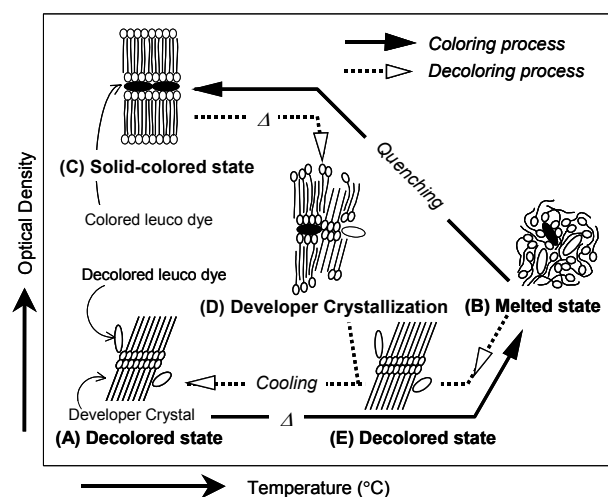 Coloring process
Decoloring process
Δ
(C) Solid-colored state
Quenching
Colored leuco dye
Optical Density
Decolored leuco dye
(D) Developer Crystallization
(B) Melted state
Cooling
Developer Crystal
Δ
(A) Decolored state
(E) Decolored state
Temperature (°C)